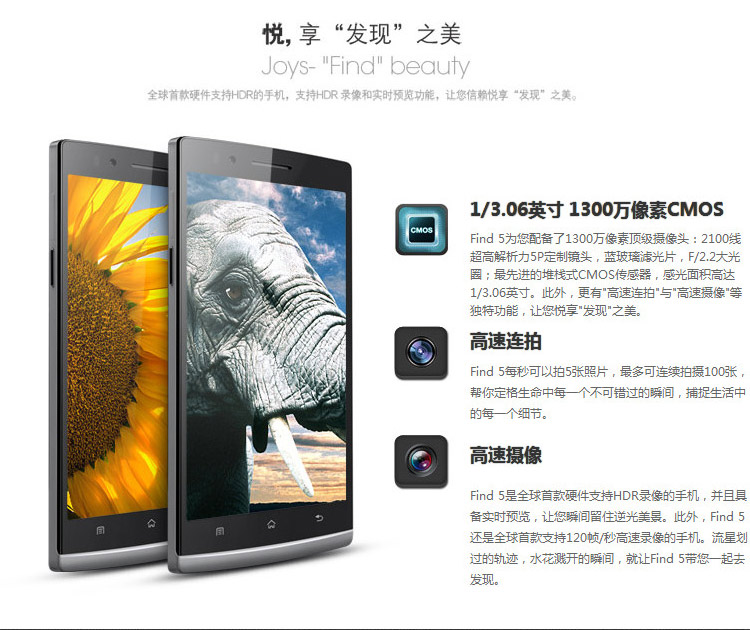 悦,享“发现”之美
Joys- "Find" beauty
全球首款硬件支持HDR的手机，支持HDR 录像和实时预览功能，让您信赖悦享“发现”之美。
CMOS
1/3.06英寸 1300万像素CMOS
Find 5为您配备了1300万像素顶级摄像头：2100线
超高解析力5P定制镜头，蓝玻璃滤光片，F/2.2大光
圈；最先进的堆栈式CMOS传感器，感光面积高达
1/3.06英寸。此外，更有"高速连拍"与"高速摄像"等
独特功能，让您悦享"发现"之美。
高速连拍
Find 5每秒可以拍5张照片，最多可连续拍摄100张，
帮你定格生命中每一个不可错过的瞬间，捕捉生活中
的每一个细节。
高速摄像
Find 5是全球首款硬件支持HDR录像的手机，并且具
备实时预览，让您瞬间留住逆光美景。此外，Find 5
还是全球首款支持120帧/秒高速录像的手机。流星划
过的轨迹，水花溅开的瞬间，就让Find 5带您一起去
发现。